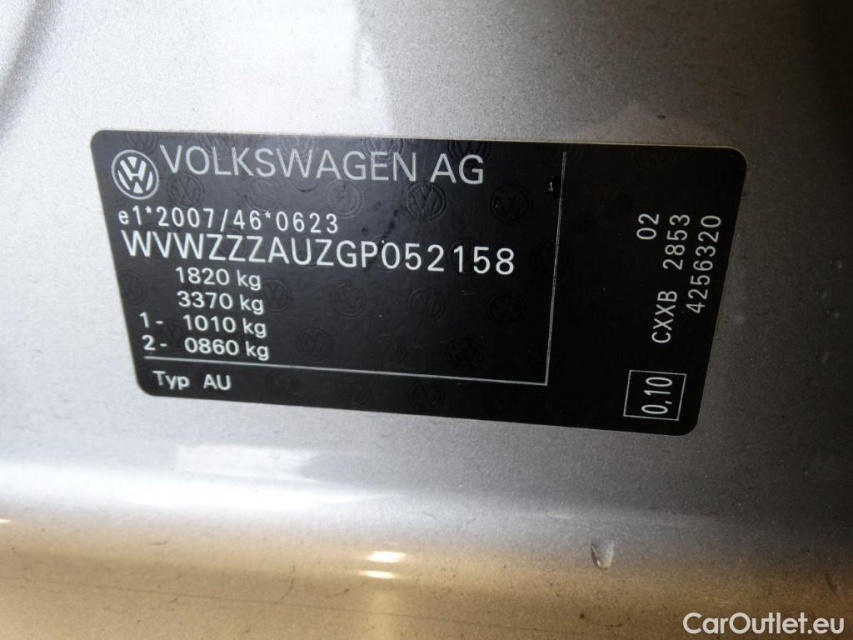 VOLKSWAGEN AG
e1*2007/46*0623
WVWZZZAUZGP052158
1820 kg
3370 kg
1- 1010 kg
2- 0860 kg
Typ AU
02
CXXB 2853
4256320
0,10
CarOutlet.eu